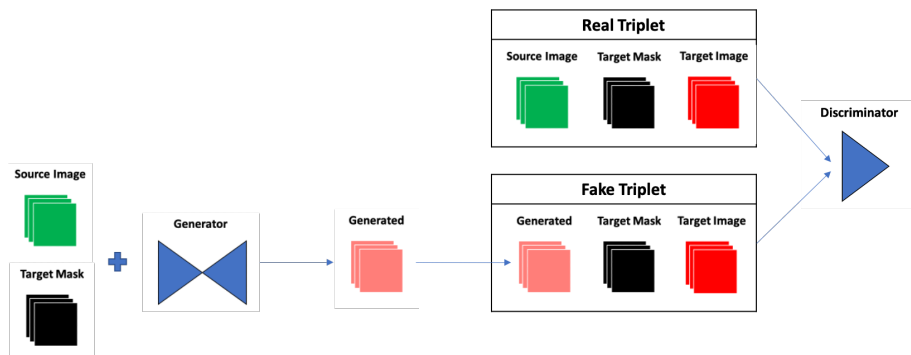 Real Triplet
Source Image Target Mask Target Image
Discriminator
Source Image
Target Mask
Generator
Generated
Fake Triplet
Generated Target Mask Target Image